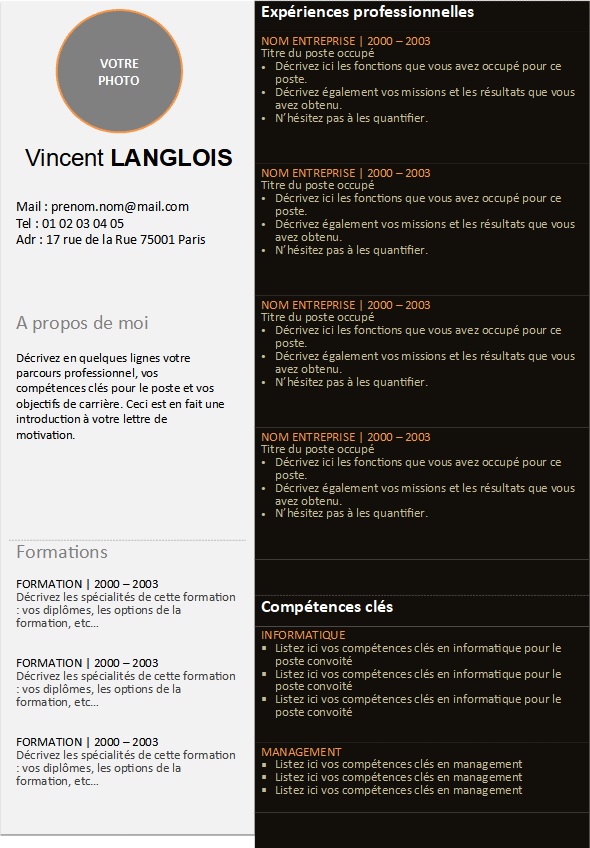 VOTRE
PHOTO
Vincent LANGLOIS
Mail : prenom.nom@mail.com
Tel : 01 02 03 04 05
Adr : 17 rue de la Rue 75001 Paris
A propos de moi
Décrivez en quelques lignes votre
parcours professionnel, vos
compétences clés pour le poste et vos
objectifs de carrière. Ceci est en fait une
introduction à votre lettre de
motivation.
Formations
FORMATION | 2000 – 2003
Décrivez les spécialités de cette formation
: vos diplômes, les options de la
formation, etc...
FORMATION | 2000 – 2003
Décrivez les spécialités de cette formation
: vos diplômes, les options de la
formation, etc...
FORMATION | 2000 – 2003
Décrivez les spécialités de cette formation
: vos diplômes, les options de la
formation, etc...
Expériences professionnelles
NOM ENTREPRISE | 2000 – 2003
Titre du poste occupé
• Décrivez ici les fonctions que vous avez occupé pour ce
poste.
• Décrivez également vos missions et les résultats que vous
avez obtenu.
• N'hésitez pas à les quantifier.
NOM ENTREPRISE | 2000 – 2003
Titre du poste occupé
• Décrivez ici les fonctions que vous avez occupé pour ce
poste.
• Décrivez également vos missions et les résultats que vous
avez obtenu.
• N'hésitez pas à les quantifier.
NOM ENTREPRISE | 2000 – 2003
Titre du poste occupé
• Décrivez ici les fonctions que vous avez occupé pour ce
poste.
• Décrivez également vos missions et les résultats que vous
avez obtenu.
• N'hésitez pas à les quantifier.
NOM ENTREPRISE | 2000 – 2003
Titre du poste occupé
• Décrivez ici les fonctions que vous avez occupé pour ce
poste.
• Décrivez également vos missions et les résultats que vous
avez obtenu.
• N'hésitez pas à les quantifier.
Compétences clés
INFORMATIQUE
▪ Listez ici vos compétences clés en informatique pour le
poste convoité
▪ Listez ici vos compétences clés en informatique pour le
poste convoité
▪ Listez ici vos compétences clés en informatique pour le
poste convoité
MANAGEMENT
▪ Listez ici vos compétences clés en management
▪ Listez ici vos compétences clés en management
▪ Listez ici vos compétences clés en management